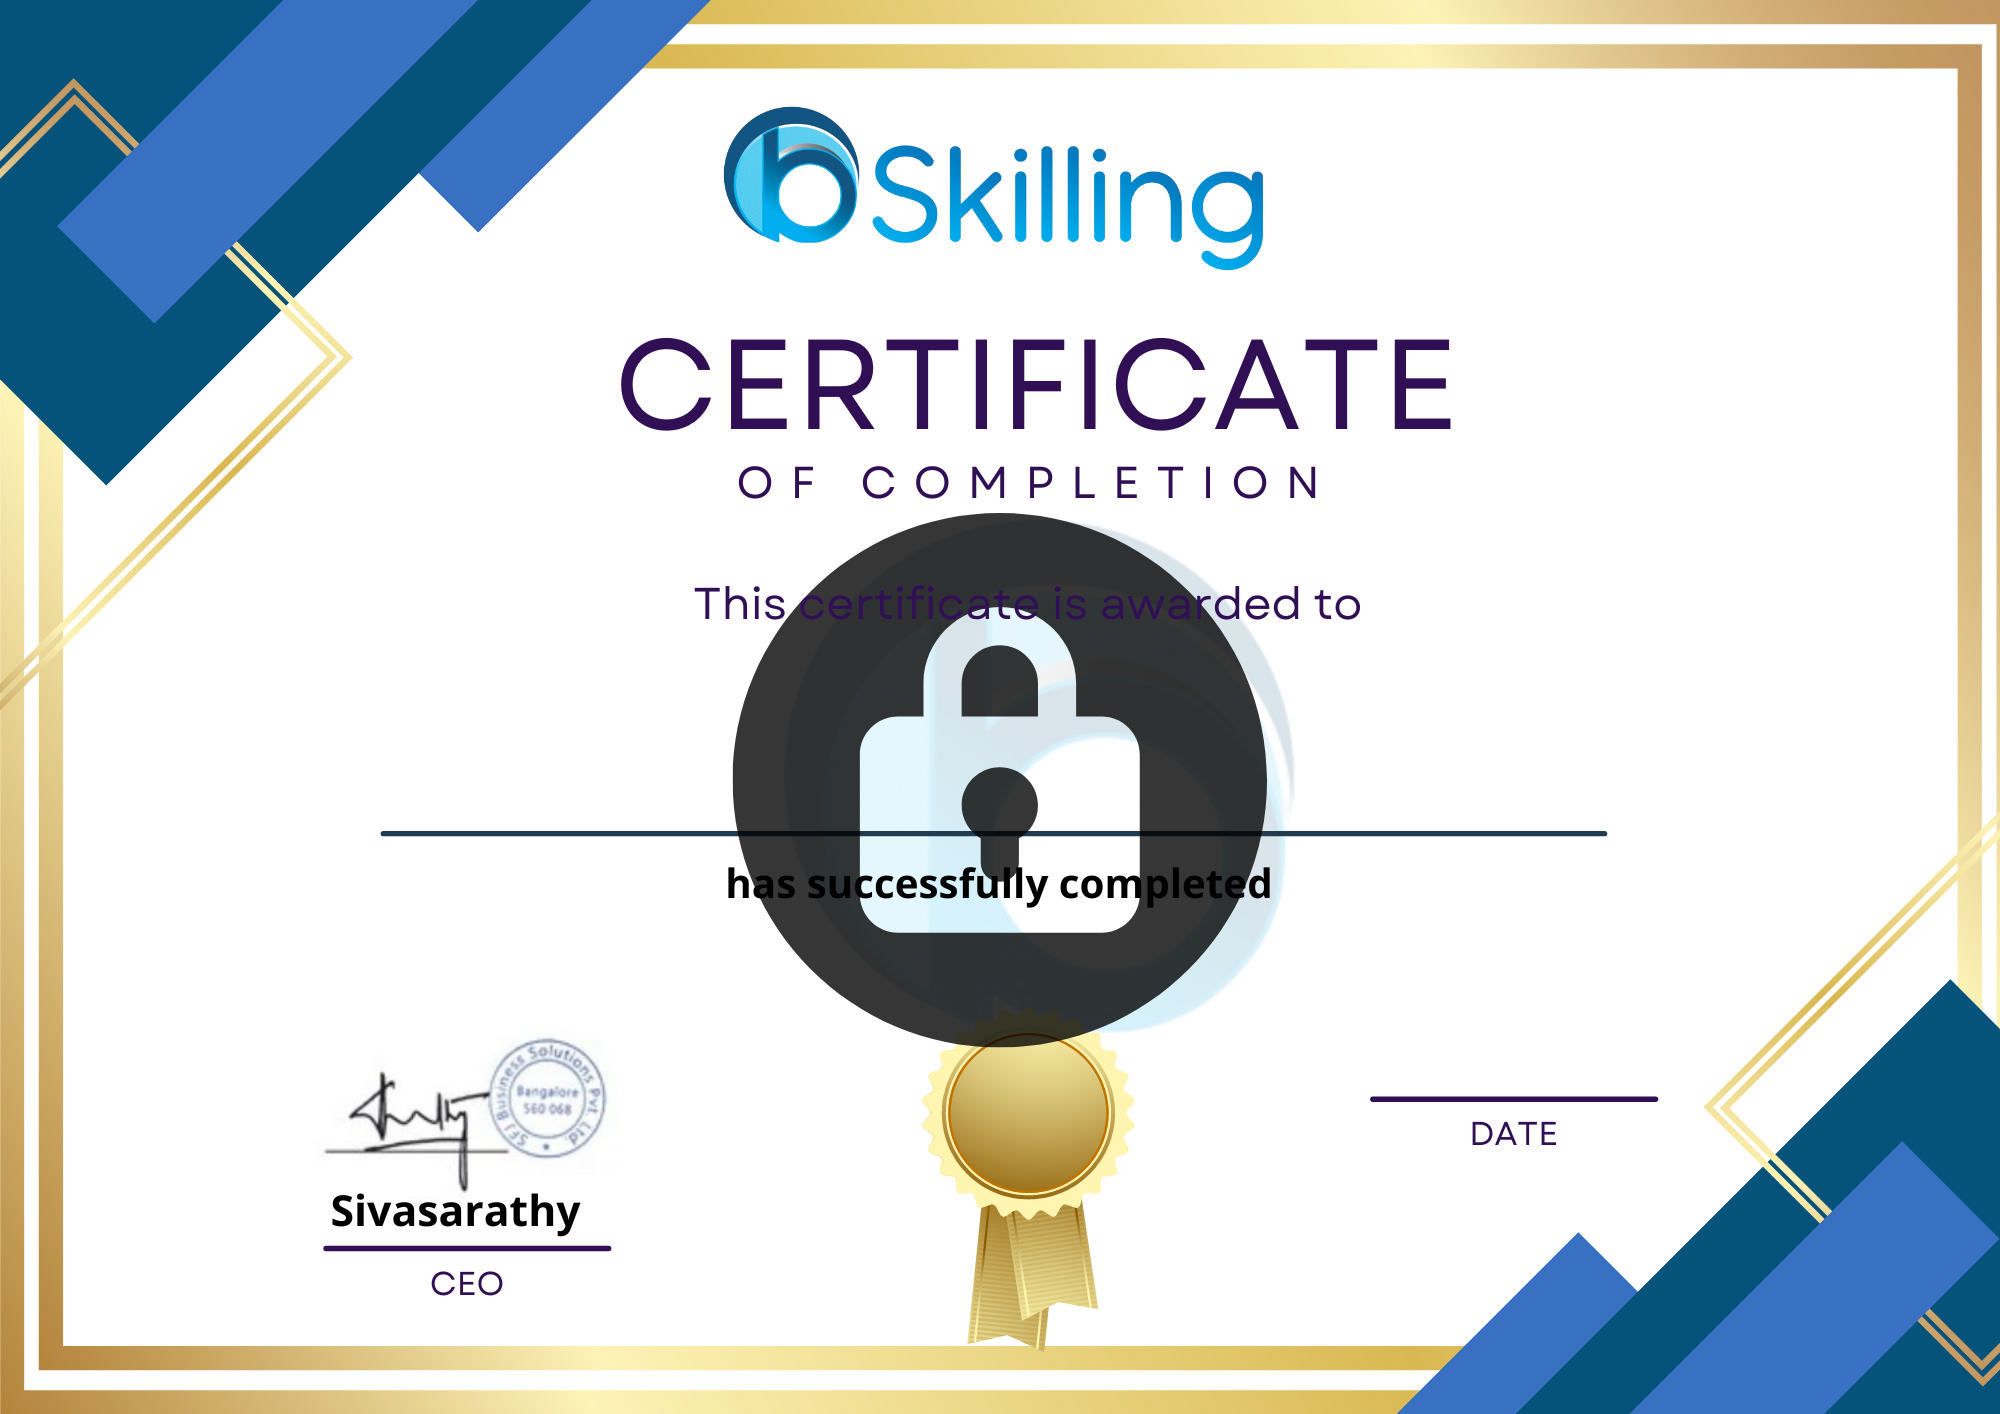 bSkilling
CERTIFICATE
OF COMPLETION
This certificate is awarded to
has successfully completed
SFJ Business Solutions Pvt. Ltd.
Bangalore
560 068
Sivasarathy
CEO
DATE